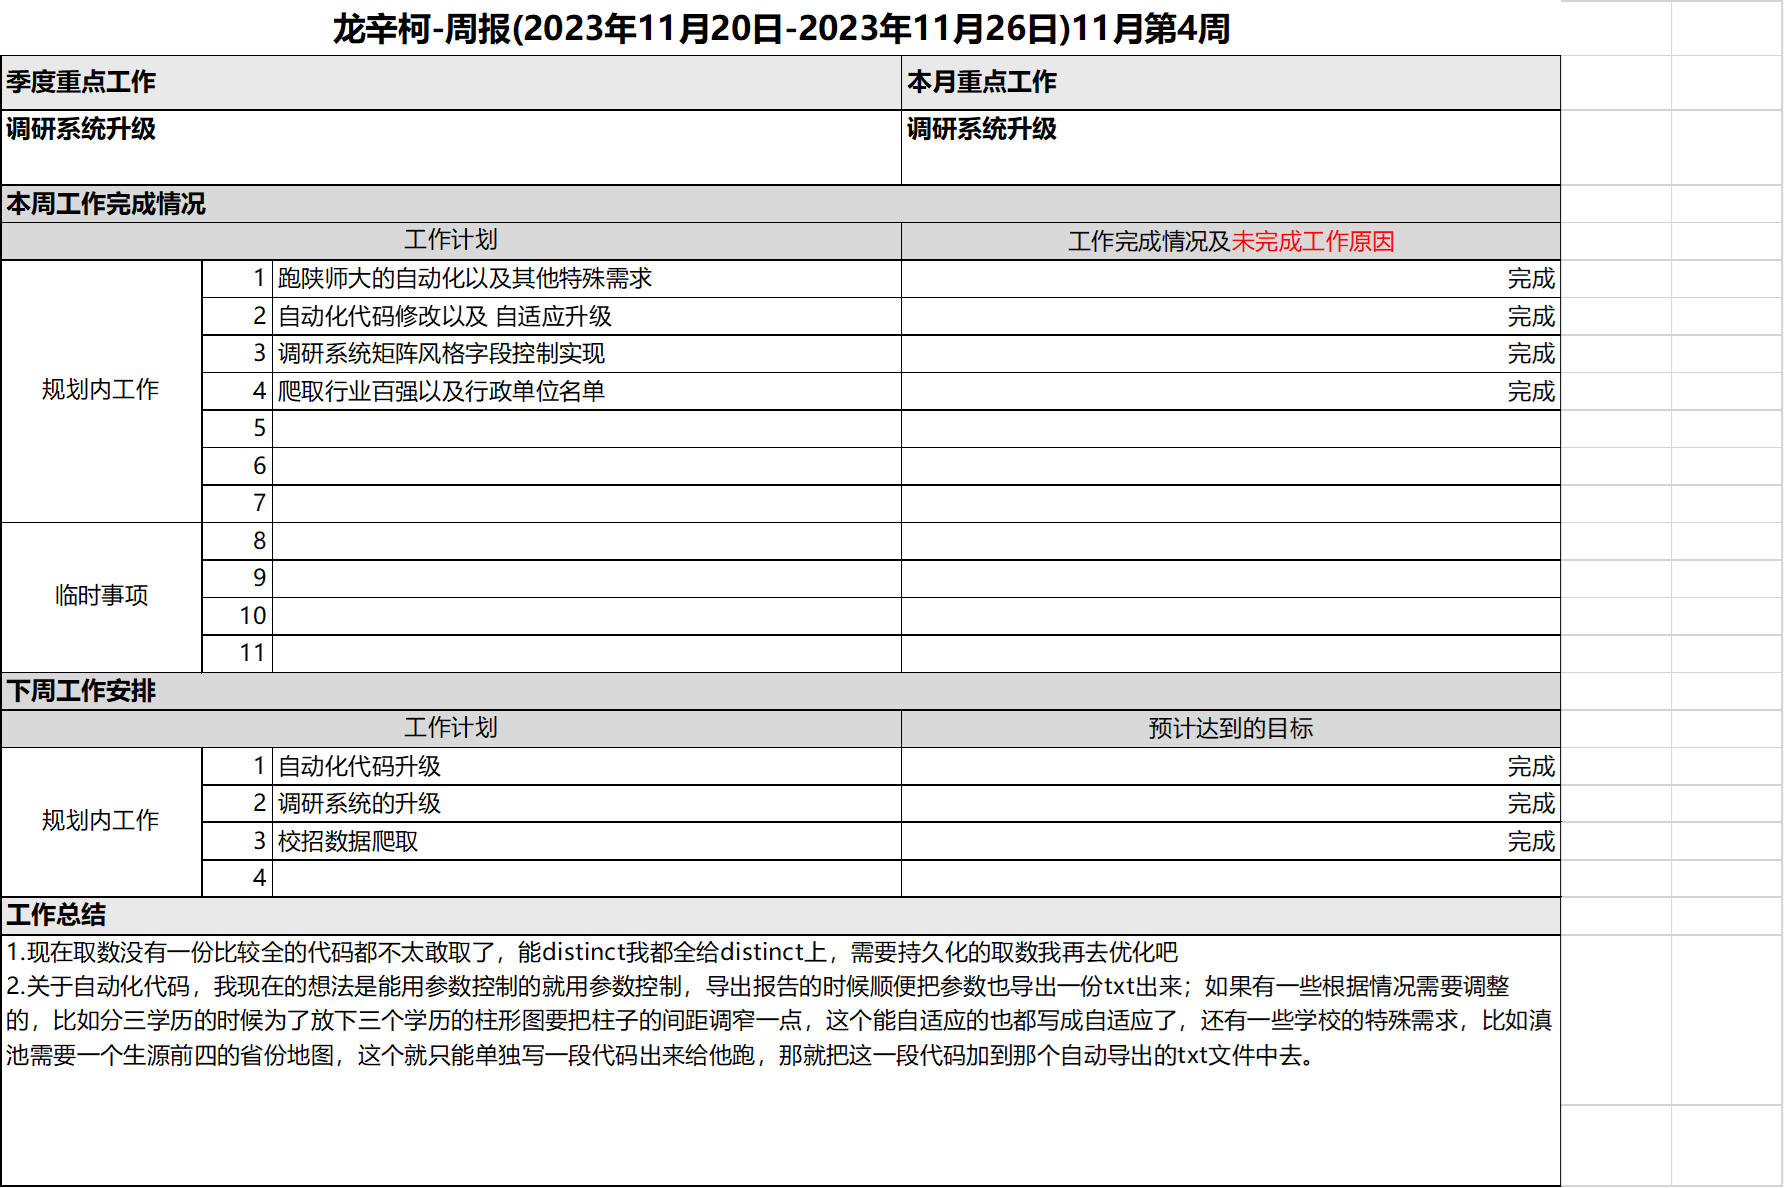 龙辛柯-周报(2023年11月20日-2023年11月26日)11月第4周
季度重点工作 本月重点工作
调研系统升级 调研系统升级
本周工作完成情况
工作计划 工作完成情况及未完成工作原因
规划内工作
1 跑陕师大的自动化以及其他特殊需求 完成
2 自动化代码修改以及 自适应升级 完成
3 调研系统矩阵风格字段控制实现 完成
4 爬取行业百强以及行政单位名单 完成
5
6
7
临时事项
8
9
10
11
下周工作安排
工作计划 预计达到的目标
规划内工作
1 自动化代码升级 完成
2 调研系统的升级 完成
3 校招数据爬取 完成
4
工作总结
1.现在取数没有一份比较全的代码都不太敢取了，能distinct我都全给distinct上，需要持久化的取数我再去优化吧
2.关于自动化代码，我现在的想法是能用参数控制的就用参数控制，导出报告的时候顺便把参数也导出一份txt出来；如果有一些根据情况需要调整
的，比如分三学历的时候为了放下三个学历的柱形图要把柱子的间距调窄一点，这个能自适应的也都写成自适应了，还有一些学校的特殊需求，比如滇
池需要一个生源前四的省份地图，这个就只能单独写一段代码出来给他跑，那就把这一段代码加到那个自动导出的txt文件中去。